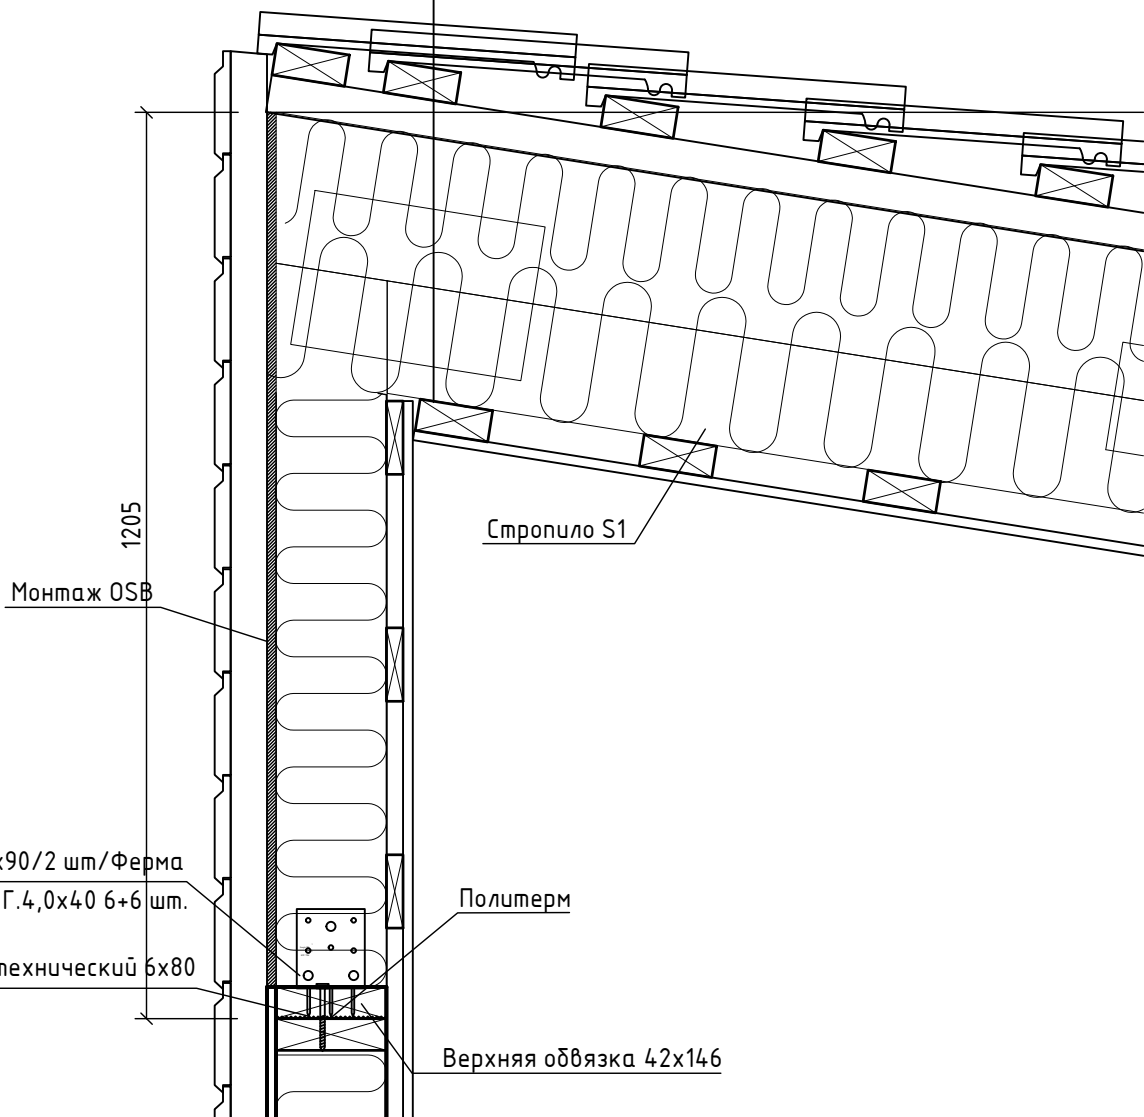 Стропило S1
1205
Монтаж OSB
х90/2 шт/Ферма
Г.4,0х40 6+6 шт.
Политерм
технический 6х80
Верхняя обвязка 42х146